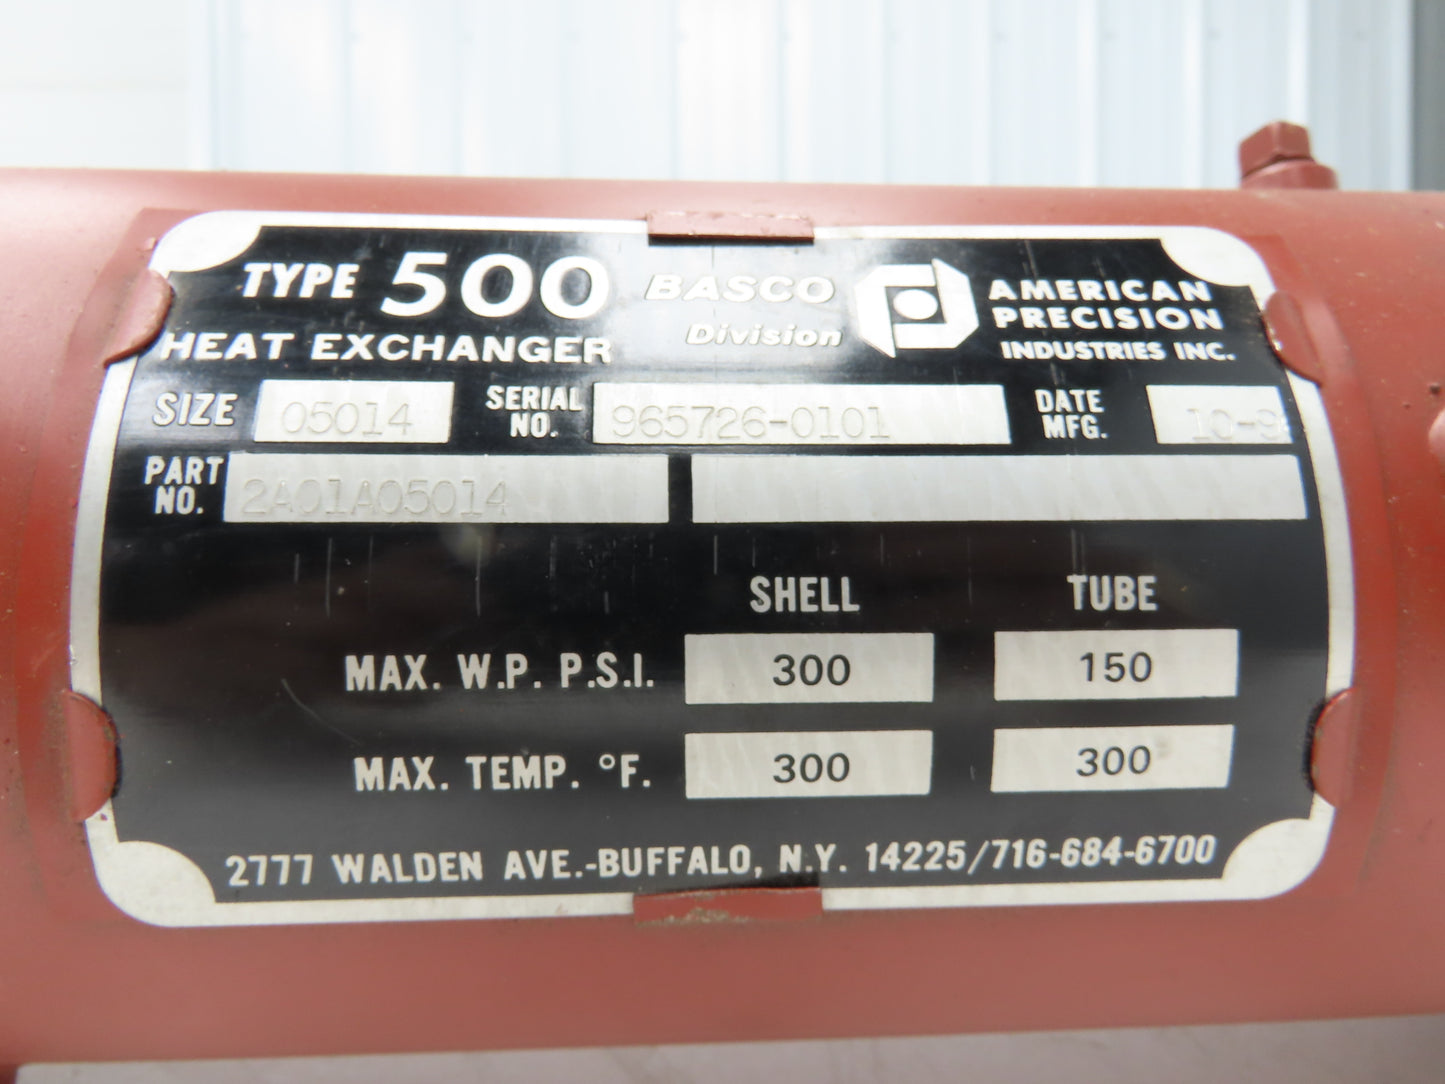 TYPE 500 BASCO Division AMERICAN PRECISION INDUSTRIES INC.
HEAT EXCHANGER
SIZE 05014 SERIAL NO. 965726-0101 DATE MFG. 10-9
PART NO. 2A01A05014
SHELL TUBE
MAX. W.P. P.S.I. 300 150
MAX. TEMP. °F. 300 300
2777 WALDEN AVE.-BUFFALO, N.Y. 14225/716-684-6700